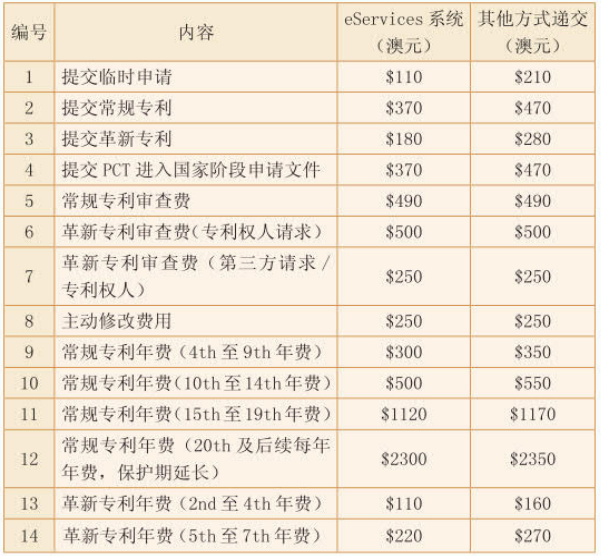 编号 内容 eServices 系统（澳元） 其他方式递交（澳元）
1 提交临时申请 $110 $210
2 提交常规专利 $370 $470
3 提交革新专利 $180 $280
4 提交 PCT 进入国家阶段申请文件 $370 $470
5 常规专利审查费 $490 $490
6 革新专利审查费（专利权人请求） $500 $500
7 革新专利审查费（第三方请求 / 专利权人） $250 $250
8 主动修改费用 $250 $250
9 常规专利年费（4th 至 9th 年费） $300 $350
10 常规专利年费（10th 至 14th 年费） $500 $550
11 常规专利年费（15th 至 19th 年费） $1120 $1170
12 常规专利年费（20th 及后续每年年费，保护期延长） $2300 $2350
13 革新专利年费（2nd 至 4th 年费） $110 $160
14 革新专利年费（5th 至 7th 年费） $220 $270